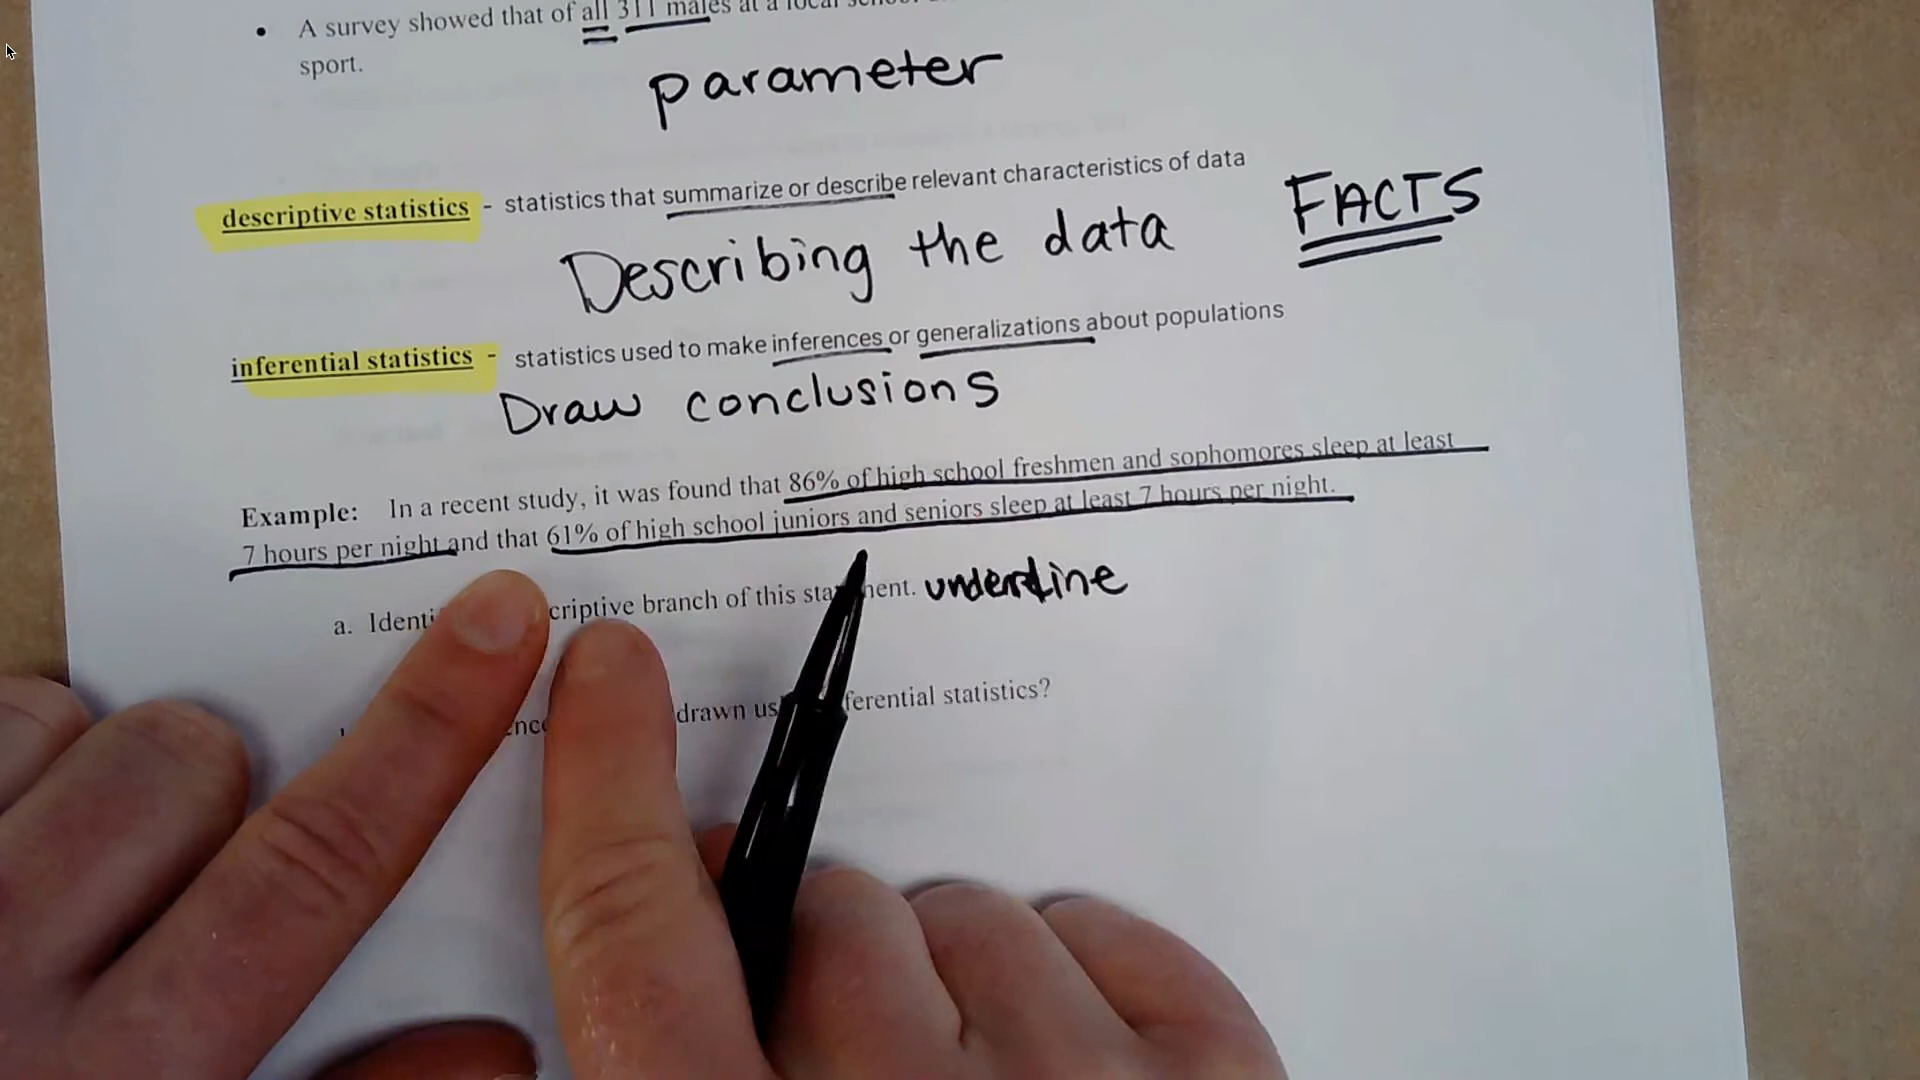 • A survey showed that of all 311 males at a local
sport.
parameter
descriptive statistics - statistics that summarize or describe relevant characteristics of data
FACTS
Describing the data
inferential statistics - statistics used to make inferences or generalizations about populations
Draw conclusions
Example: In a recent study, it was found that 86% of high school freshmen and sophomores sleep at least
7 hours per night and that 61% of high school juniors and seniors sleep at least 7 hours per night.
a. criptive branch of this underline
drawn ferential statistics?